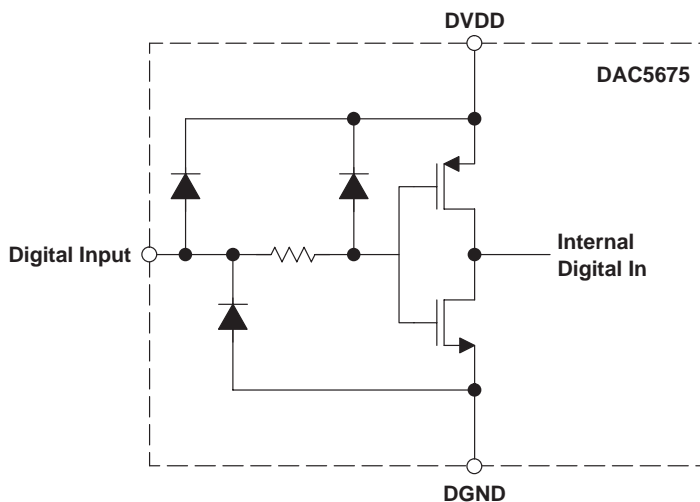 DVDD
DAC5675
Digital Input
Internal
Digital In
DGND